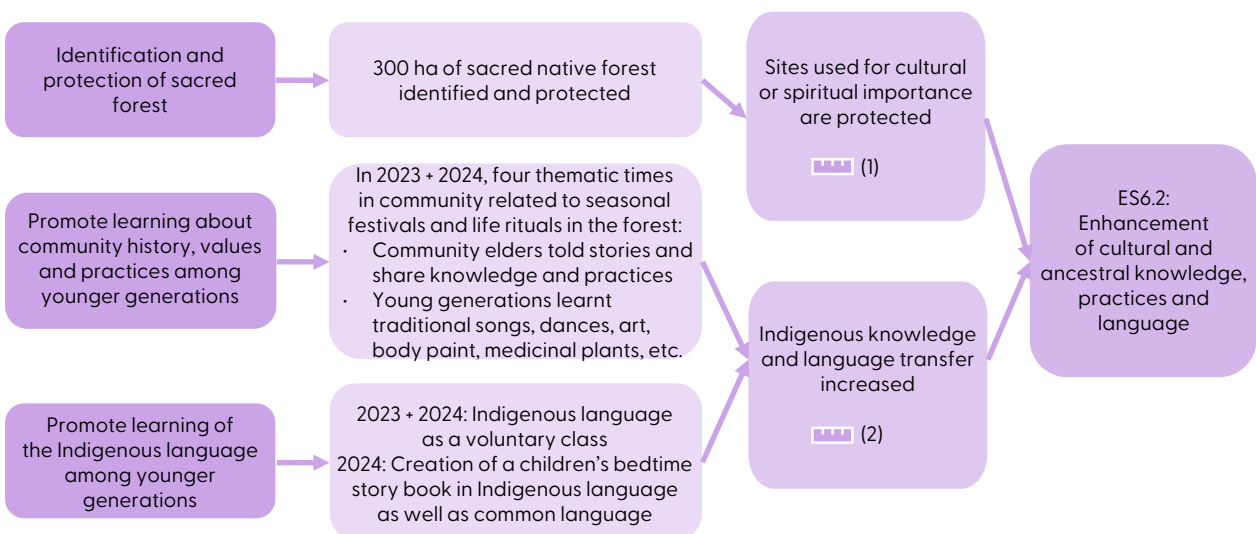 Identification and
protection of sacred
forest
300 ha of sacred native forest
identified and protected
Sites used for cultural
or spiritual importance
are protected
(1)
Promote learning about
community history, values
and practices among
younger generations
In 2023 + 2024, four thematic times
in community related to seasonal
festivals and life rituals in the forest:
· Community elders told stories and
share knowledge and practices
· Young generations learnt
traditional songs, dances, art,
body paint, medicinal plants, etc.
Promote learning of
the Indigenous language
among younger
generations
2023 + 2024: Indigenous language
as a voluntary class
2024: Creation of a children's bedtime
story book in Indigenous language
as well as common language
Indigenous knowledge
and language transfer
increased
(2)
ES6.2:
Enhancement
of cultural and
ancestral knowledge,
practices and
language